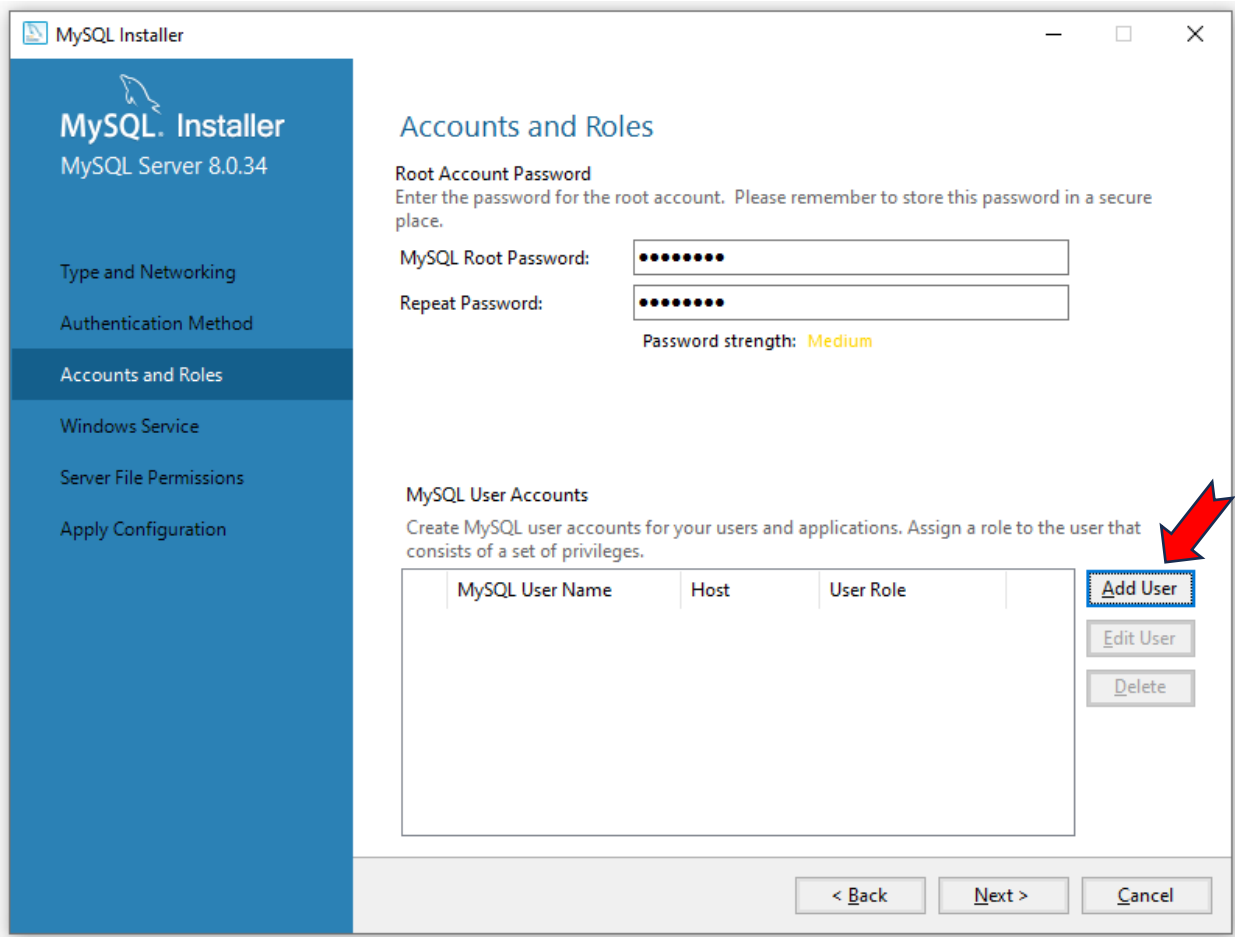 MySQL Installer
MySQL. Installer
MySQL Server 8.0.34
Type and Networking
Authentication Method
Accounts and Roles
Windows Service
Server File Permissions
Apply Configuration
Accounts and Roles
Root Account Password
Enter the password for the root account.  Please remember to store this password in a secure
place.
MySQL Root Password: ●●●●●●●●
Repeat Password: ●●●●●●●●
Password strength: Medium
MySQL User Accounts
Create MySQL user accounts for your users and applications. Assign a role to the user that
consists of a set of privileges.
MySQL User Name Host User Role
Add User
Edit User
Delete
< Back Next > Cancel